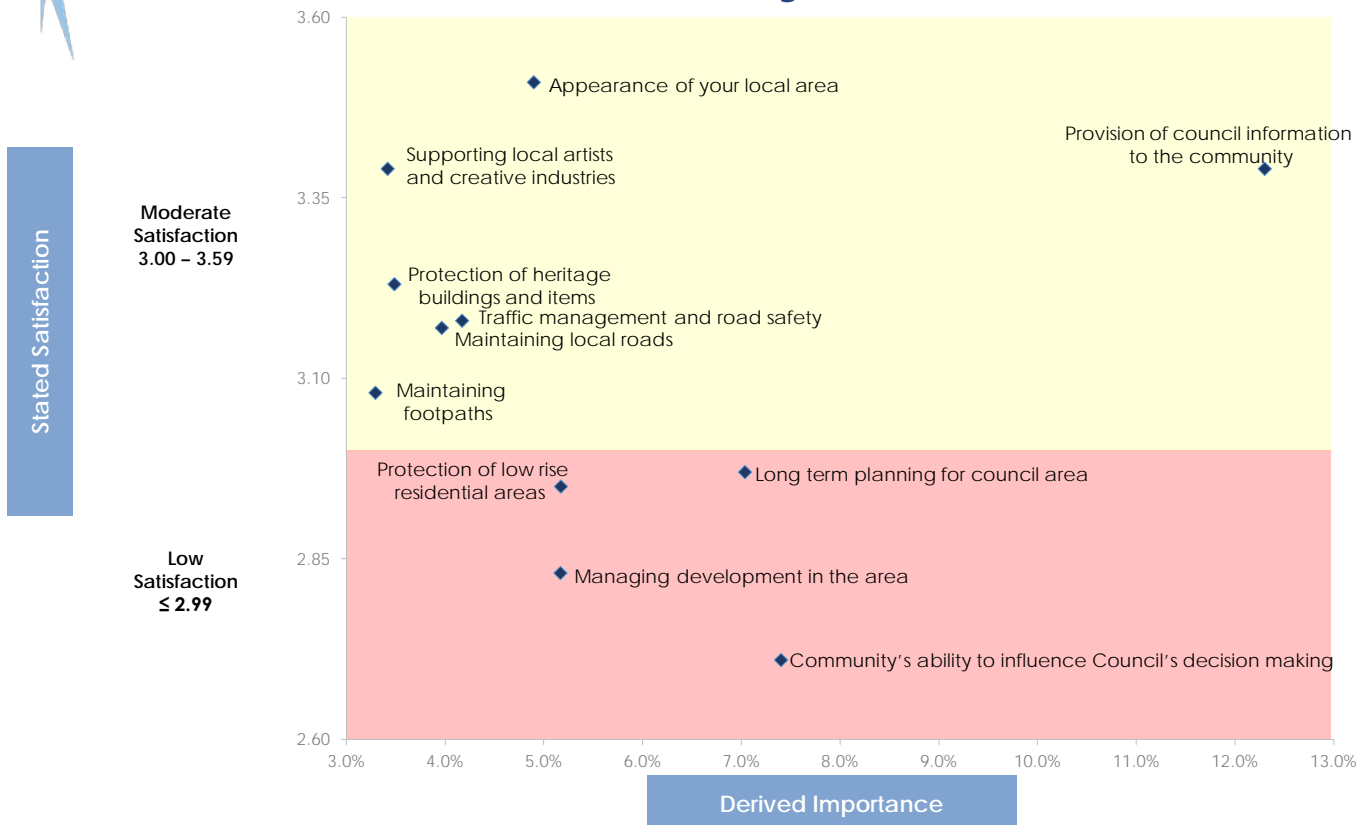 3.60
Appearance of your local area
Provision of council information
to the community
Supporting local artists
and creative industries
3.35
Moderate
Satisfaction
3.00 – 3.59
Stated Satisfaction
Protection of heritage
buildings and items
Traffic management and road safety
Maintaining local roads
3.10
Maintaining
footpaths
Protection of low rise
residential areas
Long term planning for council area
2.85
Low
Satisfaction
≤ 2.99
Managing development in the area
Community's ability to influence Council's decision making
2.60
3.0% 4.0% 5.0% 6.0% 7.0% 8.0% 9.0% 10.0% 11.0% 12.0% 13.0%
Derived Importance